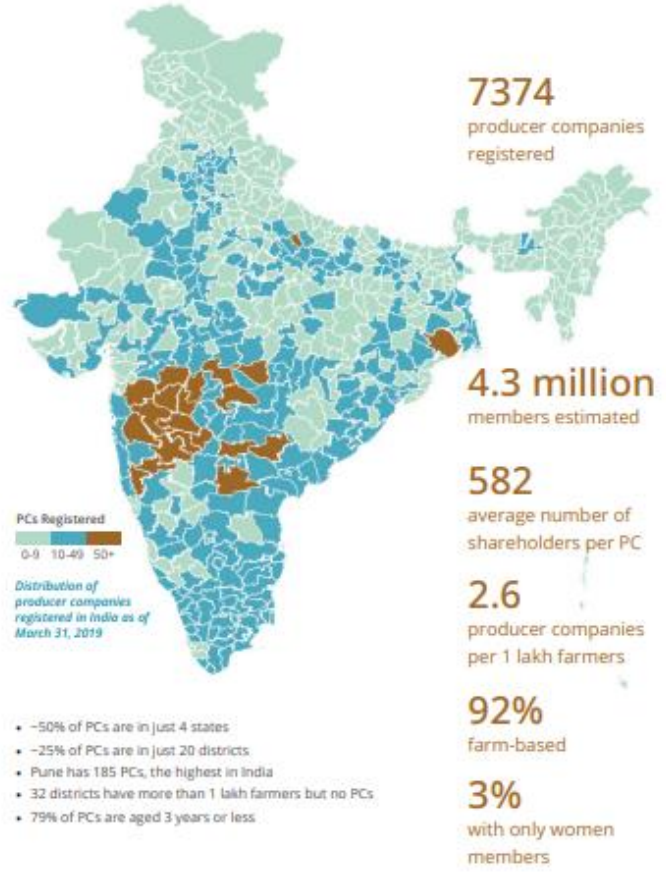 7374
producer companies
registered
4.3 million
members estimated
582
average number of
shareholders per PC
2.6
producer companies
per 1 lakh farmers
92%
farm-based
3%
with only women
members
PCs Registered
0-9 10-49 50+
Distribution of
producer companies
registered in India as of
March 31, 2019
• ~50% of PCs are in just 4 states
• ~25% of PCs are in just 20 districts
• Pune has 185 PCs, the highest in India
• 32 districts have more than 1 lakh farmers but no PCs
• 79% of PCs are aged 3 years or less